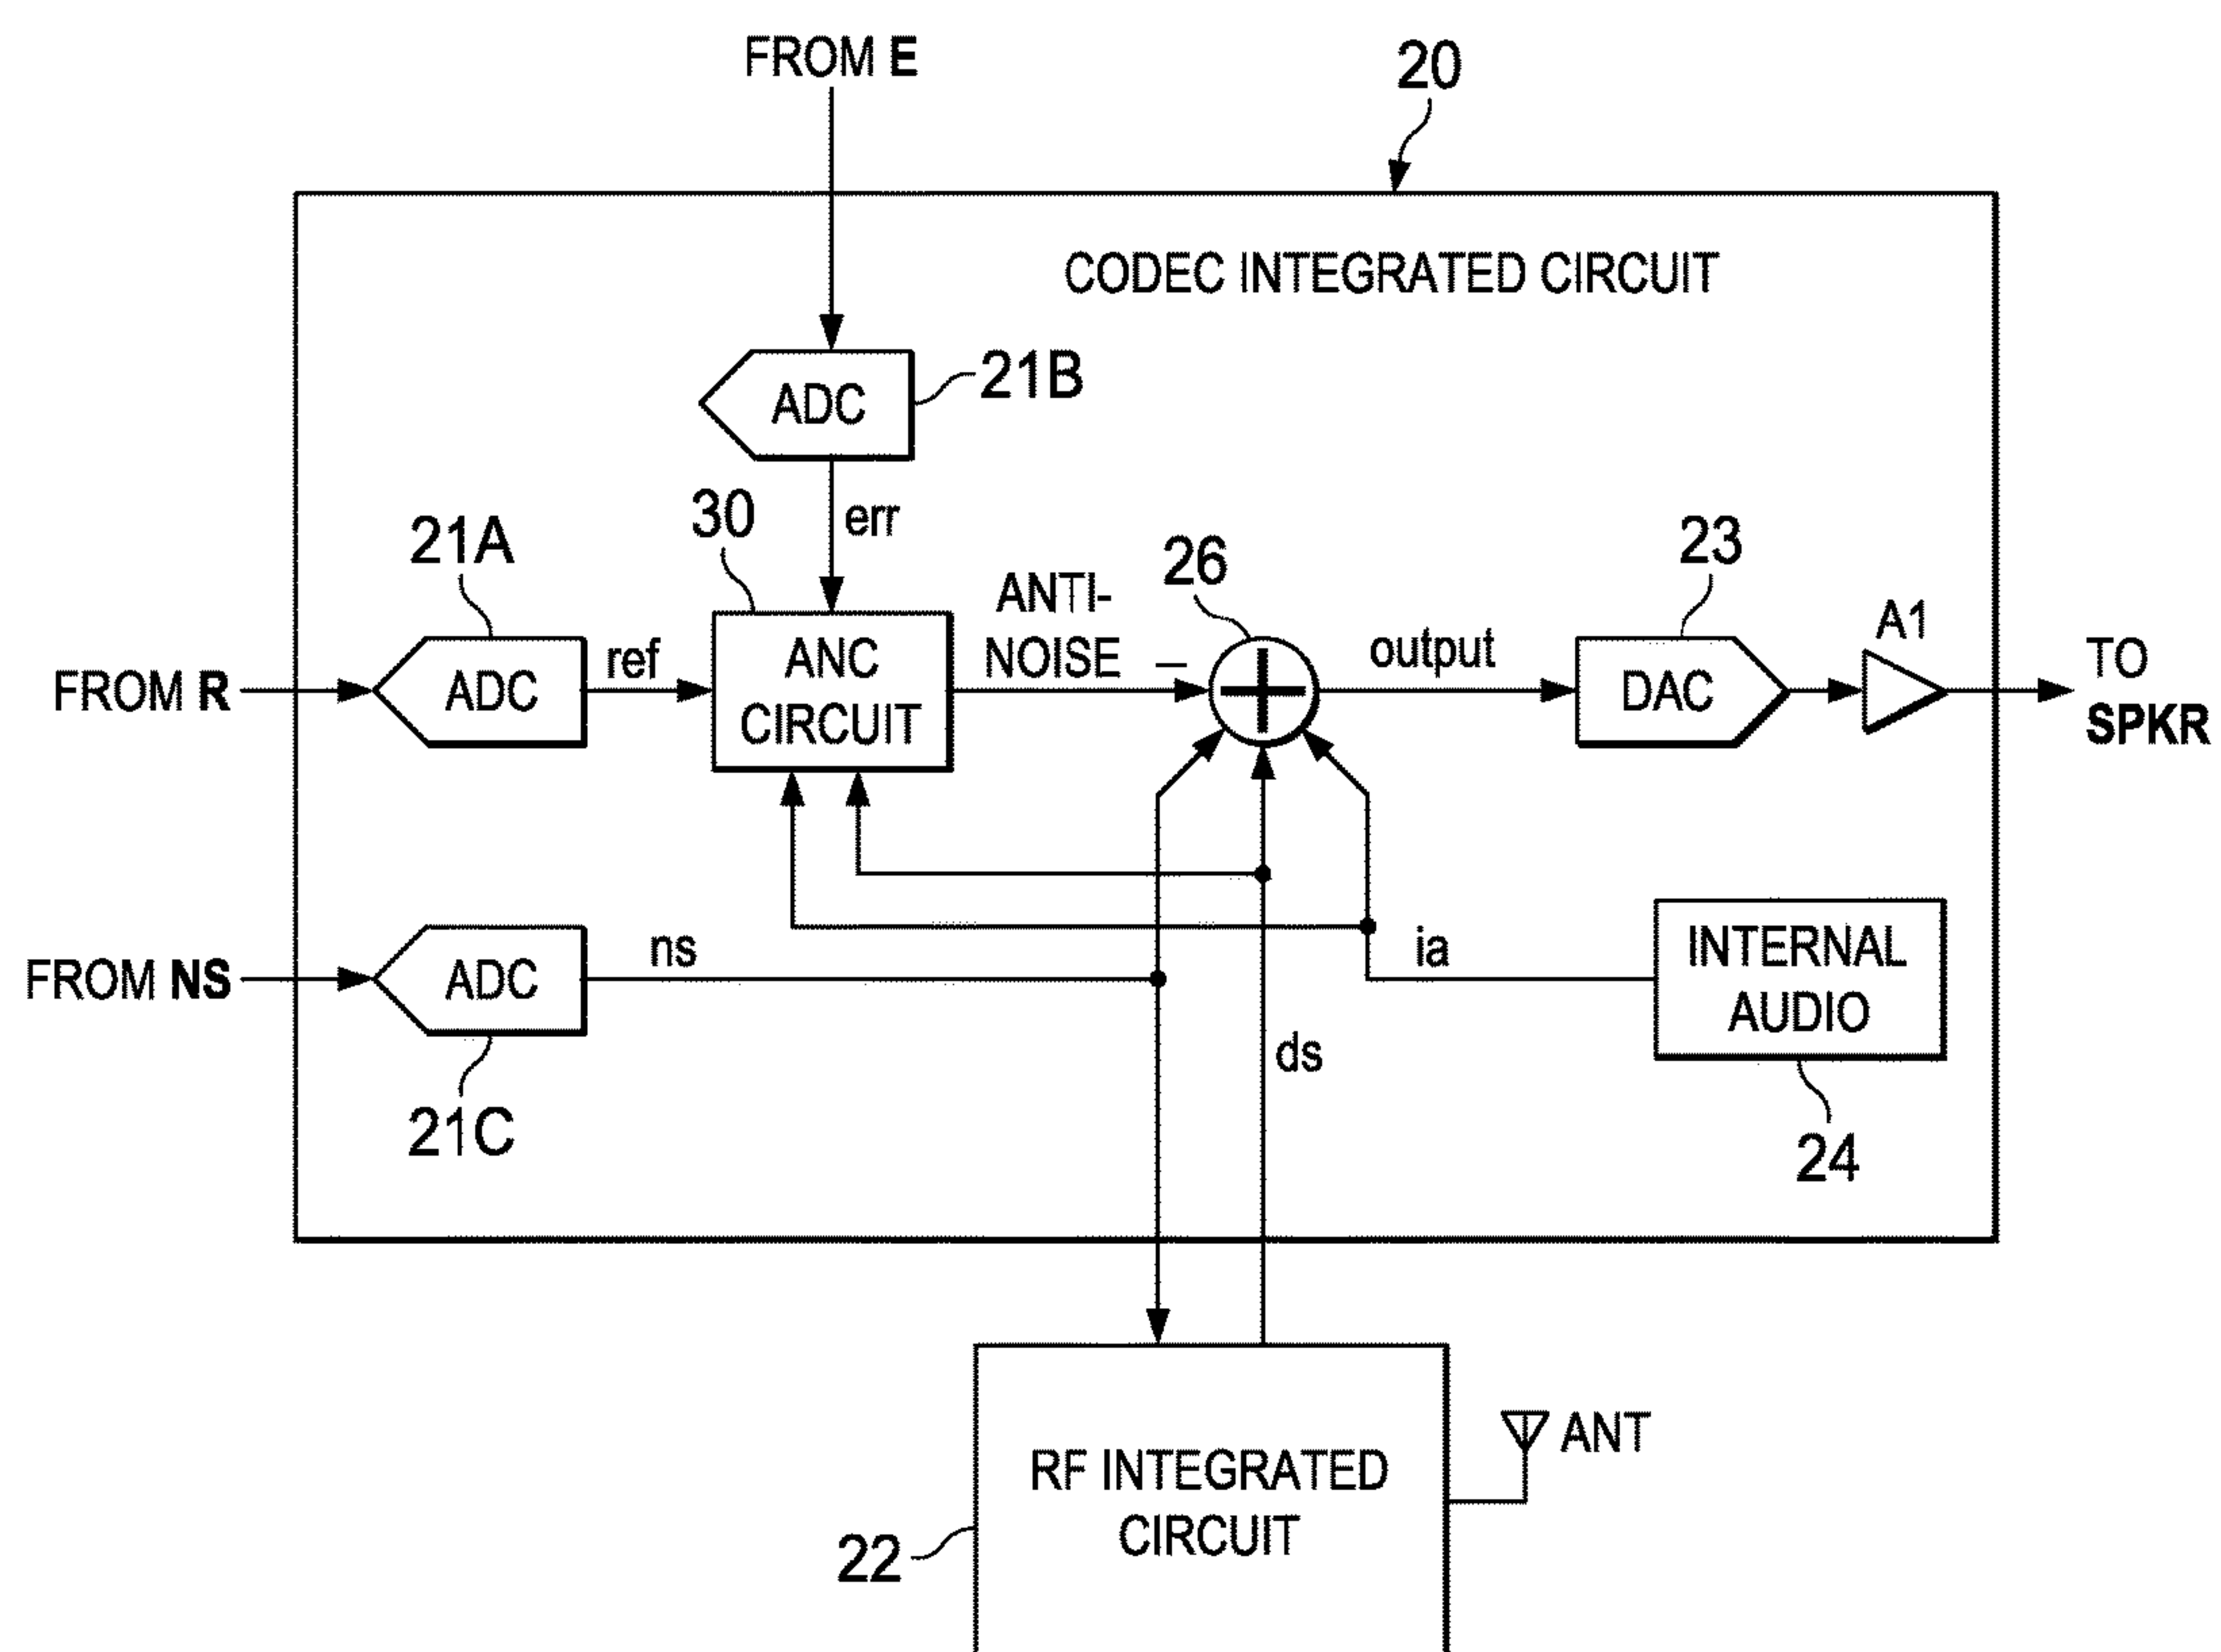 FROM E
20
CODEC INTEGRATED CIRCUIT
ADC
21B
err
30
21A
ANTI-
NOISE
26
23
A1
FROM R
ADC
ref
ANC
CIRCUIT
–
output
DAC
TO
SPKR
FROM NS
ADC
ns
ia
INTERNAL
AUDIO
ds
21C
24
RF INTEGRATED
CIRCUIT
ANT
22